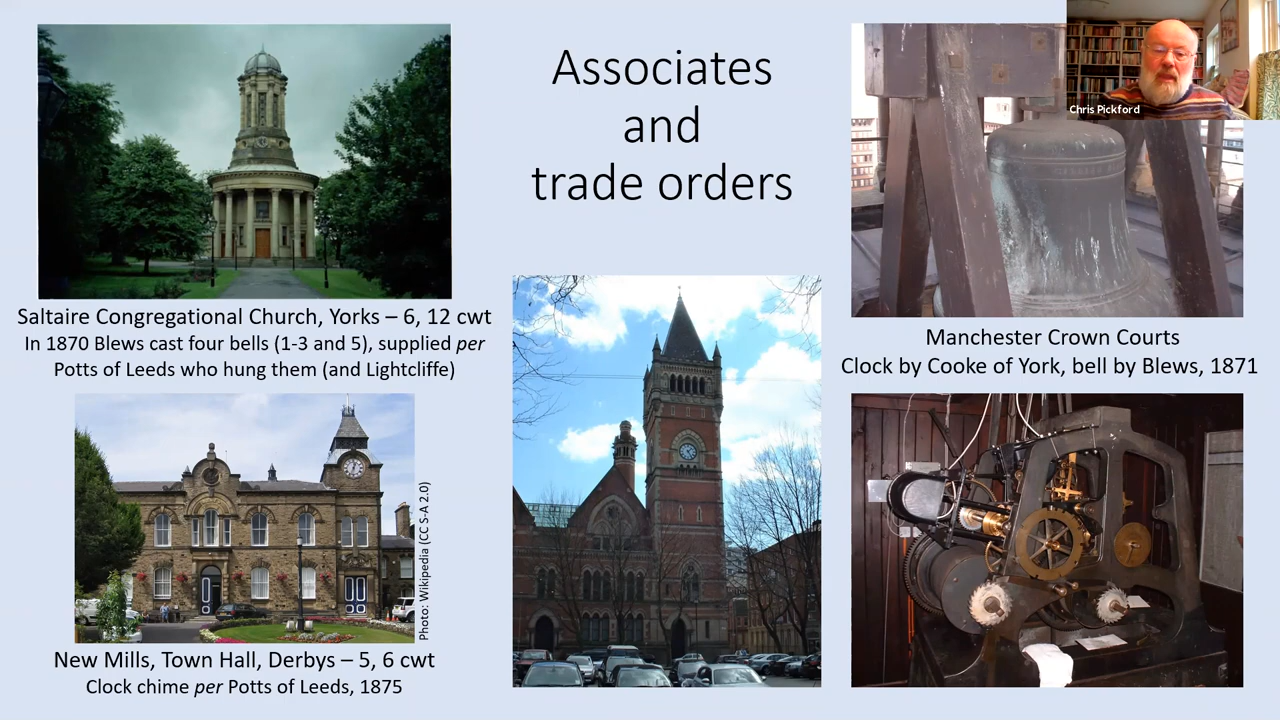 Associates
and
trade orders
Chris Pickford
Saltaire Congregational Church, Yorks – 6, 12 cwt
In 1870 Blews cast four bells (1-3 and 5), supplied per
Potts of Leeds who hung them (and Lightcliffe)
Manchester Crown Courts
Clock by Cooke of York, bell by Blews, 1871
Photo: Wikipedia (CC S-A 2.0)
New Mills, Town Hall, Derbys – 5, 6 cwt
Clock chime per Potts of Leeds, 1875